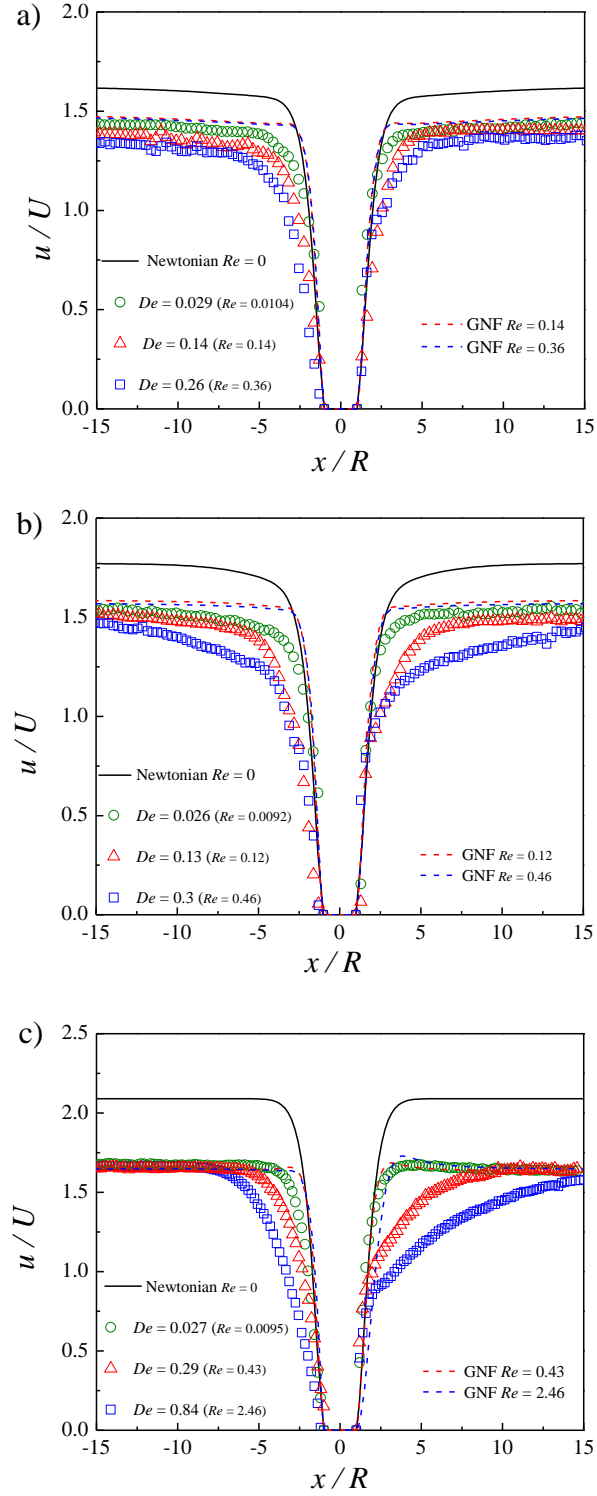 a)
2.0
1.5
1.0
0.5
0.0
u / U
Newtonian Re = 0
De = 0.029 (Re = 0.0104)
De = 0.14 (Re = 0.14)
De = 0.26 (Re = 0.36)
GNF Re = 0.14
GNF Re = 0.36
-15 -10 -5 0 5 10 15
x / R
b)
2.0
1.5
1.0
0.5
0.0
u / U
Newtonian Re = 0
De = 0.026 (Re = 0.0092)
De = 0.13 (Re = 0.12)
De = 0.3 (Re = 0.46)
GNF Re = 0.12
GNF Re = 0.46
-15 -10 -5 0 5 10 15
x / R
c)
2.5
2.0
1.5
1.0
0.5
0.0
u / U
Newtonian Re = 0
De = 0.027 (Re = 0.0095)
De = 0.29 (Re = 0.43)
De = 0.84 (Re = 2.46)
GNF Re = 0.43
GNF Re = 2.46
-15 -10 -5 0 5 10 15
x / R